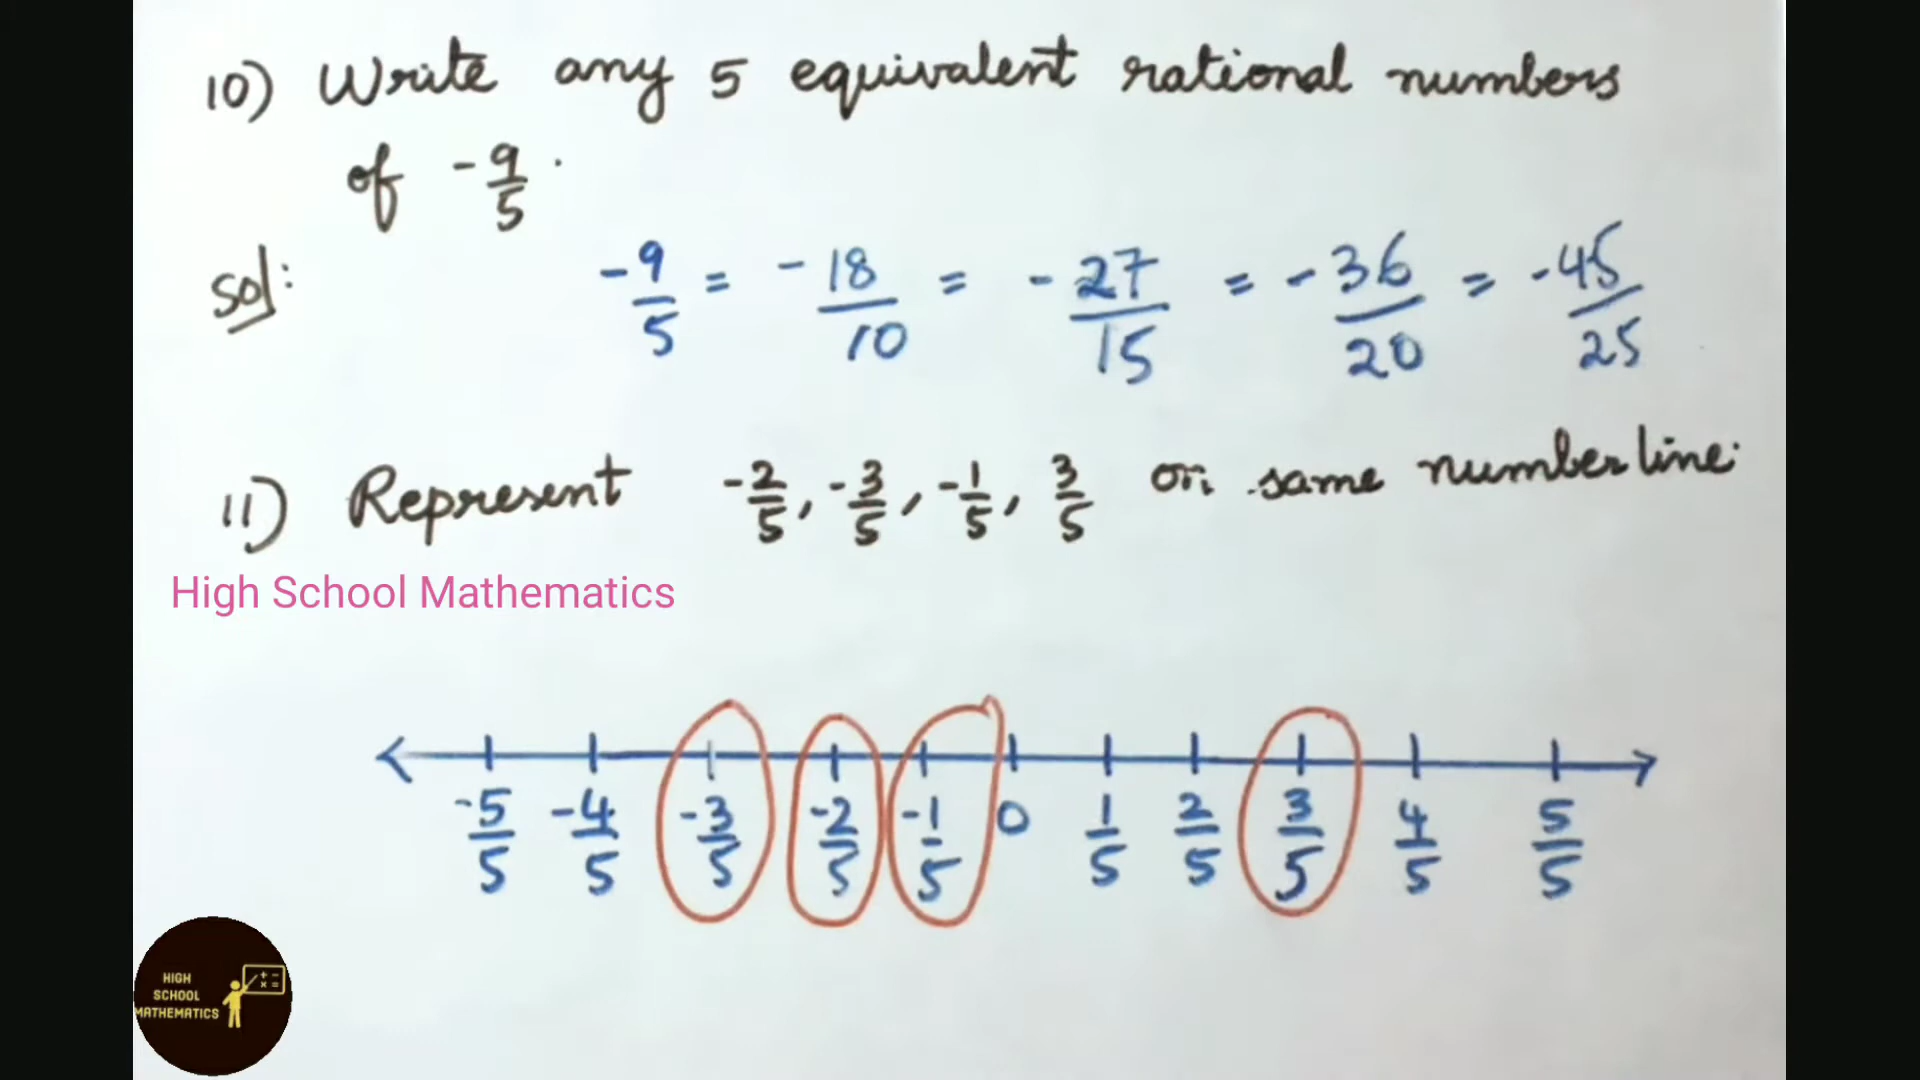 10) Write any 5 equivalent rational numbers
of -9/5.
Sol: -9/5 = -18/10 = -27/15 = -36/20 = -45/25
11) Represent -2/5, -3/5, -1/5, 3/5 on same number line.
High School Mathematics
-5/5 -4/5 -3/5 -2/5 -1/5 0 1/5 2/5 3/5 4/5 5/5
HIGH
SCHOOL
MATHEMATICS
+ -
× =